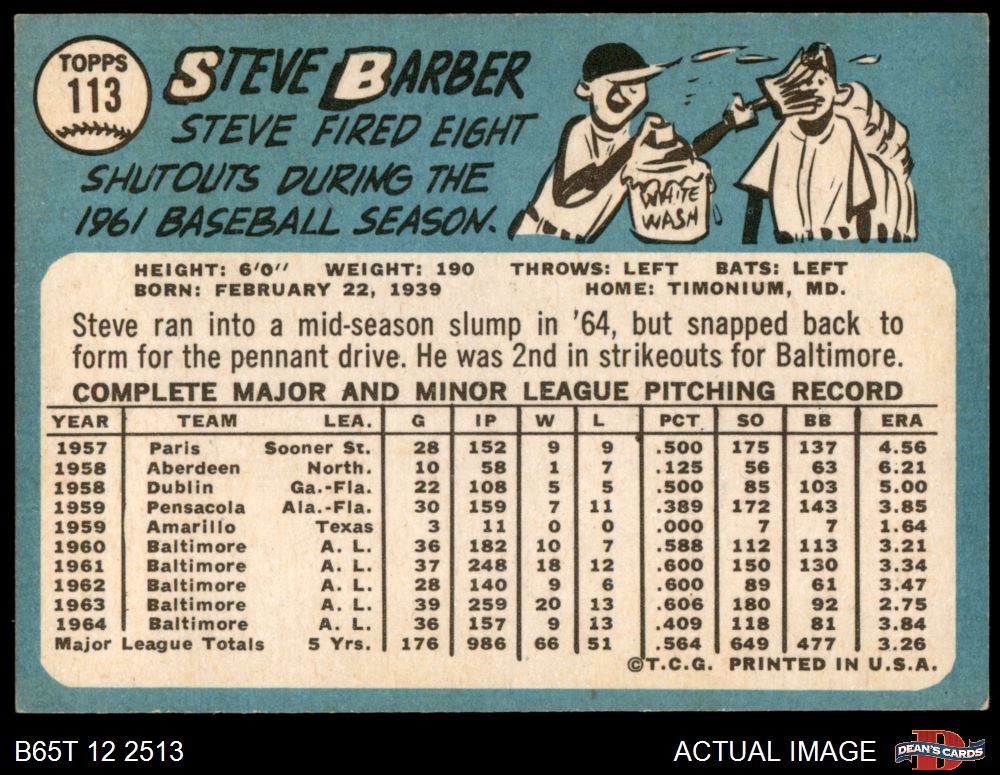 TOPPS
113
STEVE BARBER
STEVE FIRED EIGHT
SHUTOUTS DURING THE
1961 BASEBALL SEASON.
WHITE
WASH
HEIGHT: 6'0" WEIGHT: 190 THROWS: LEFT BATS: LEFT
BORN: FEBRUARY 22, 1939 HOME: TIMONIUM, MD.
Steve ran into a mid-season slump in '64, but snapped back to
form for the pennant drive. He was 2nd in strikeouts for Baltimore.
COMPLETE MAJOR AND MINOR LEAGUE PITCHING RECORD
YEAR TEAM LEA. G IP W L PCT SO BB ERA
1957 Paris Sooner St. 28 152 9 9 .500 175 137 4.56
1958 Aberdeen North. 10 58 1 7 .125 56 63 6.21
1958 Dublin Ga.-Fla. 22 108 5 5 .500 85 103 5.00
1959 Pensacola Ala.-Fla. 30 159 7 11 .389 172 143 3.85
1959 Amarillo Texas 3 11 0 0 .000 7 7 1.64
1960 Baltimore A. L. 36 182 10 7 .588 112 113 3.21
1961 Baltimore A. L. 37 248 18 12 .600 150 130 3.34
1962 Baltimore A. L. 28 140 9 6 .600 89 61 3.47
1963 Baltimore A. L. 39 259 20 13 .606 180 92 2.75
1964 Baltimore A. L. 36 157 9 13 .409 118 81 3.84
Major League Totals 5 Yrs. 176 986 66 51 .564 649 477 3.26
©T.C.G. PRINTED IN U.S.A.
B65T 12 2513
ACTUAL IMAGE
DEAN'S CARDS